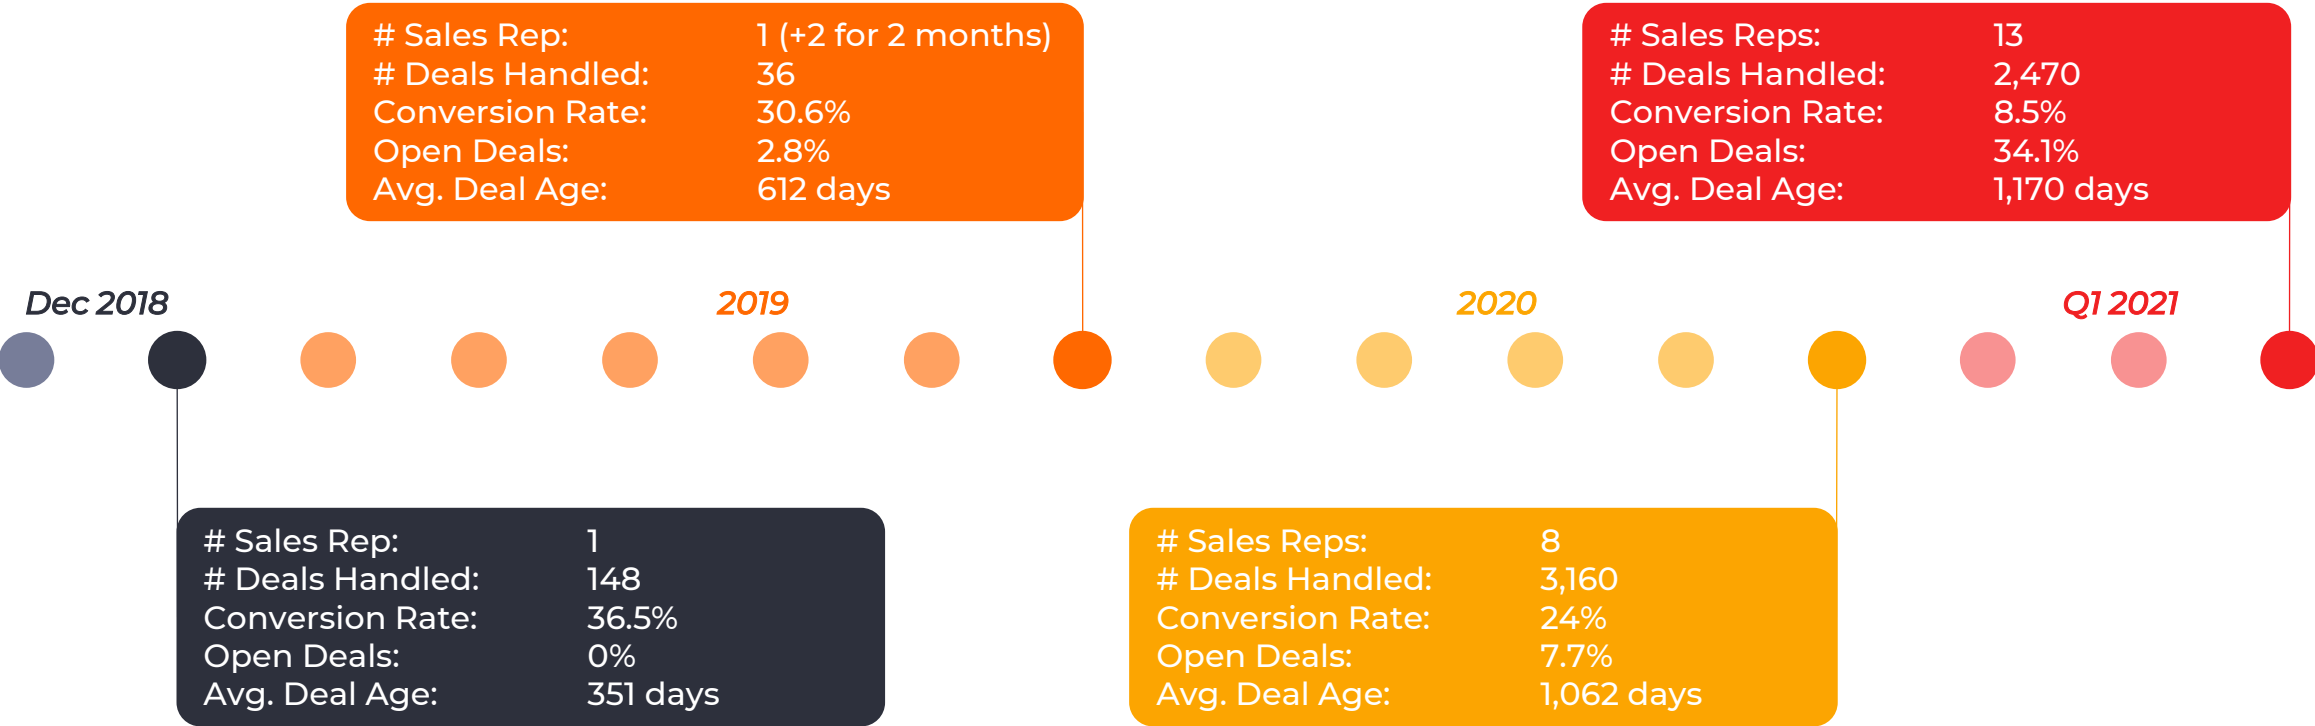 # Sales Rep: 1 (+2 for 2 months)
# Deals Handled: 36
Conversion Rate: 30.6%
Open Deals: 2.8%
Avg. Deal Age: 612 days
# Sales Reps: 13
# Deals Handled: 2,470
Conversion Rate: 8.5%
Open Deals: 34.1%
Avg. Deal Age: 1,170 days
Dec 2018
2019
2020
Q1 2021
# Sales Rep: 1
# Deals Handled: 148
Conversion Rate: 36.5%
Open Deals: 0%
Avg. Deal Age: 351 days
# Sales Reps: 8
# Deals Handled: 3,160
Conversion Rate: 24%
Open Deals: 7.7%
Avg. Deal Age: 1,062 days